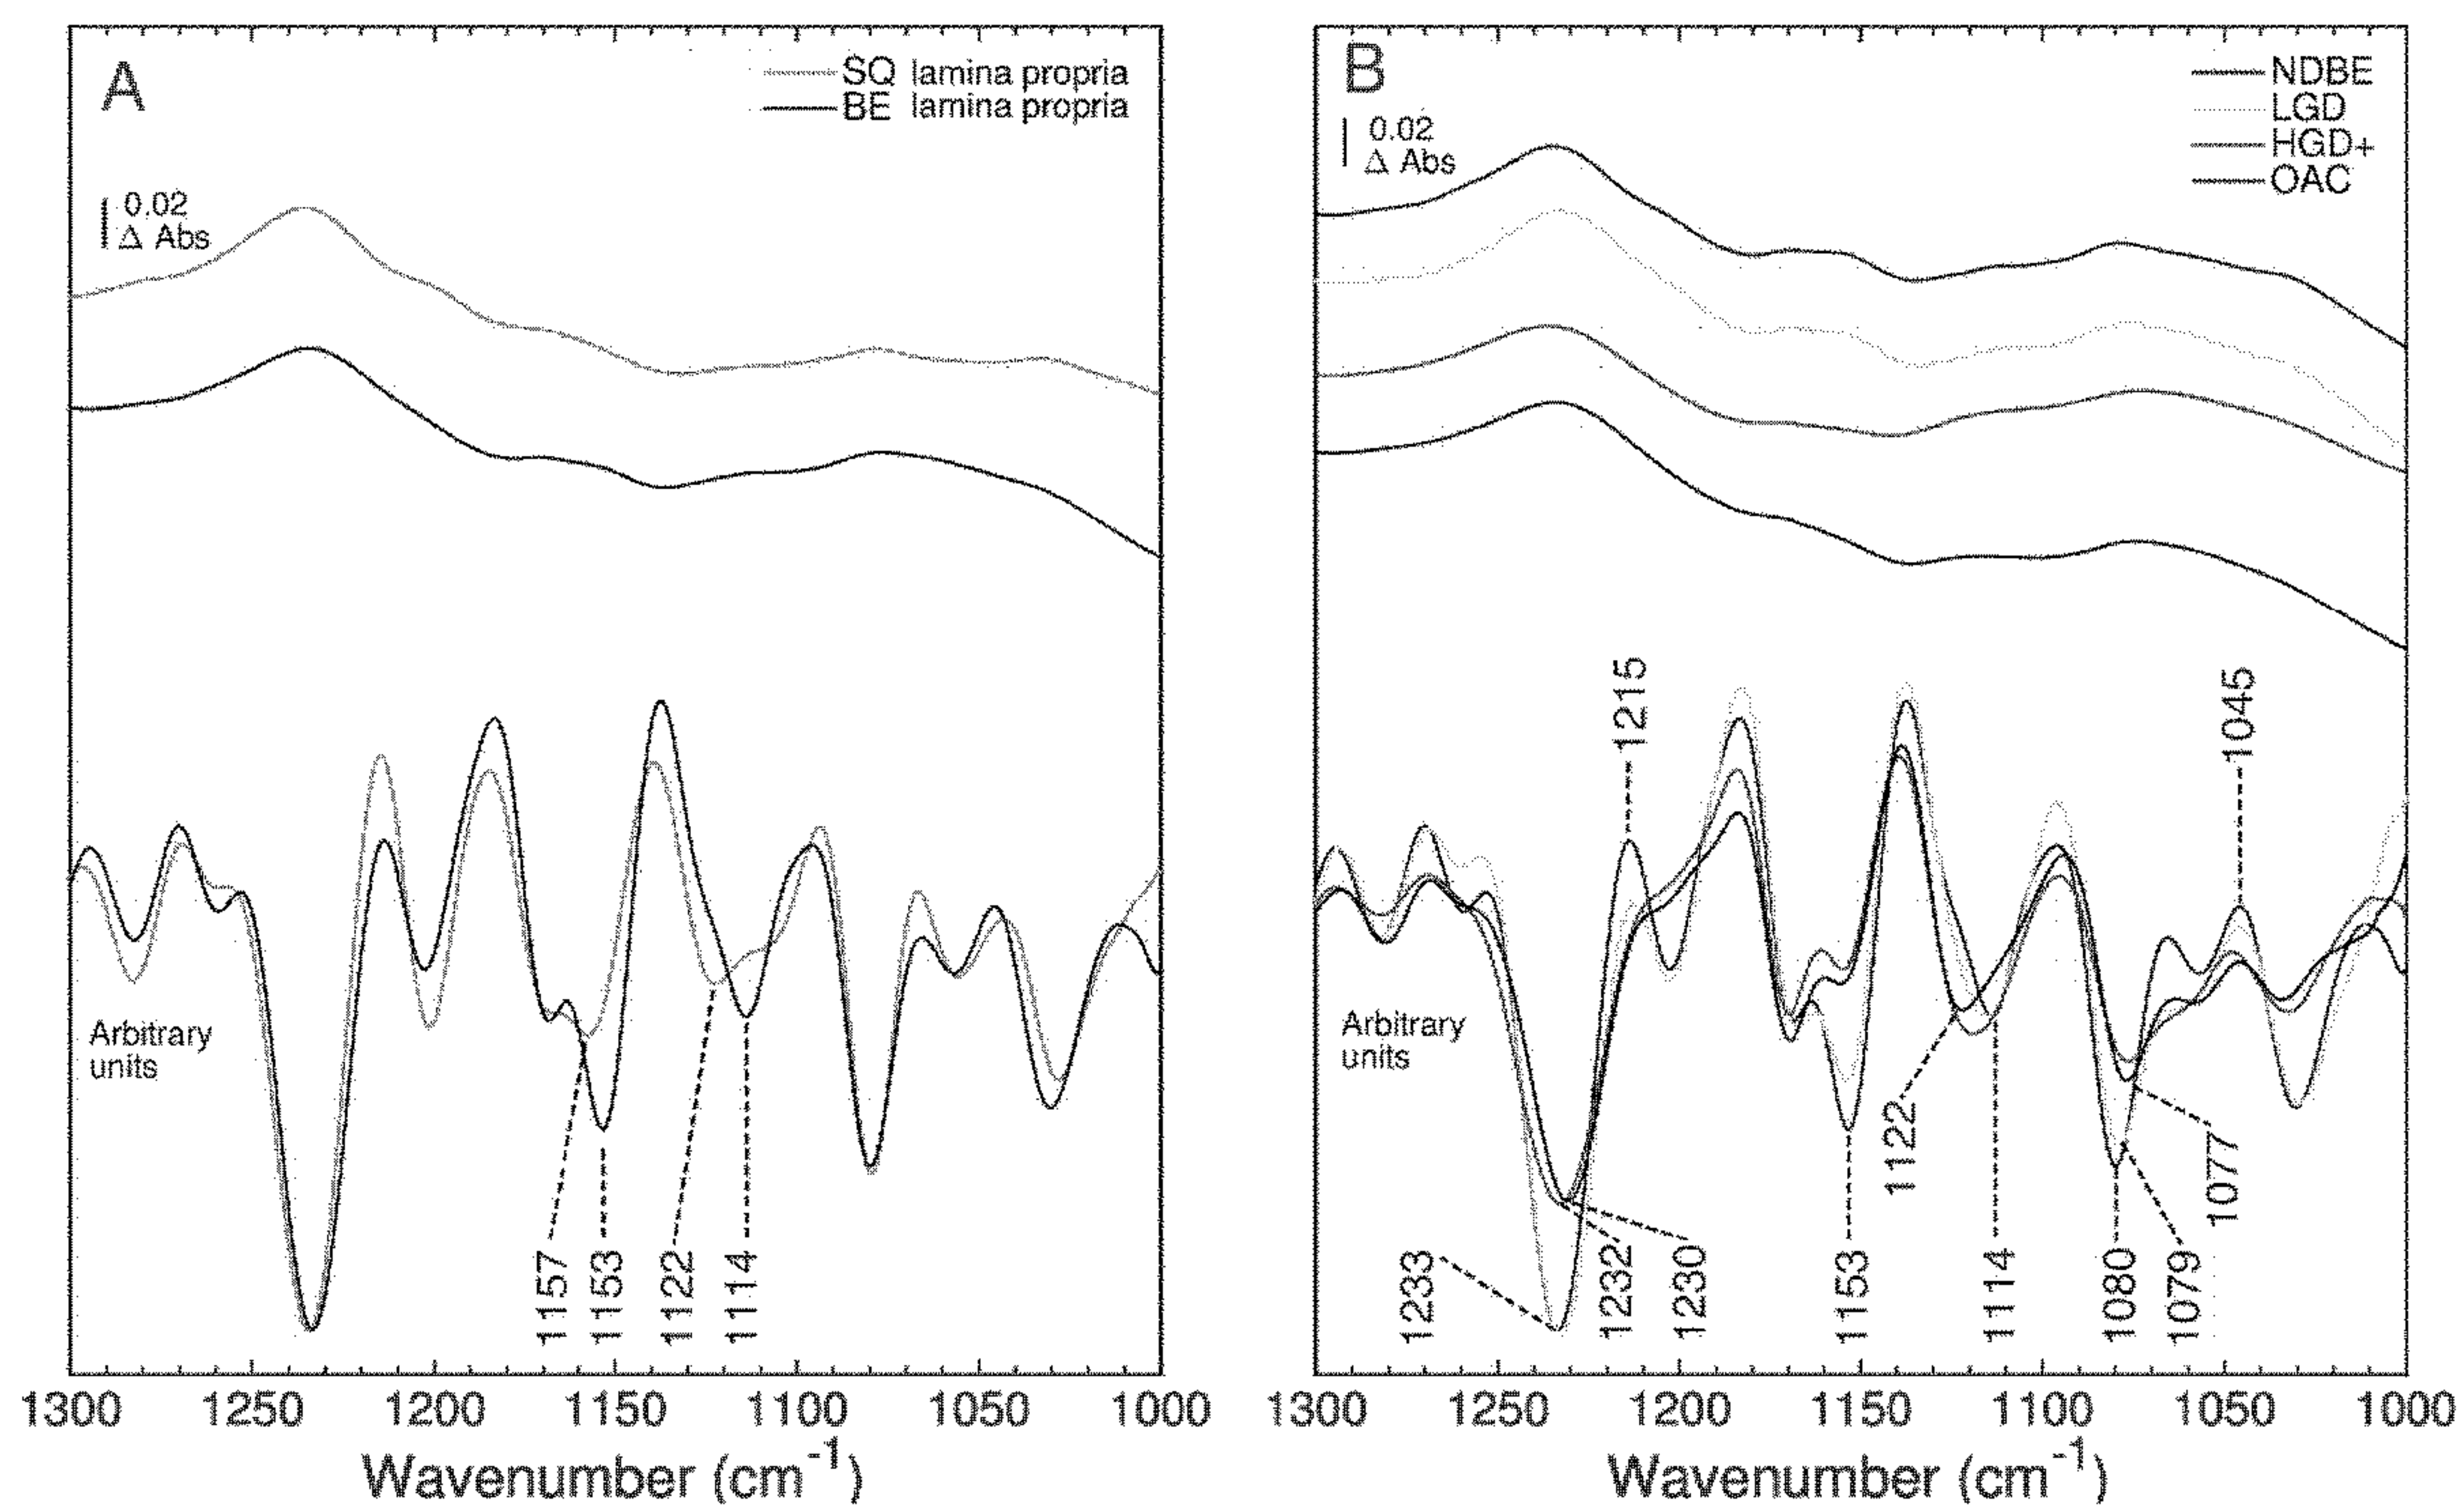 A
SQ lamina propria
BE lamina propria
0.02
Δ Abs
Arbitrary
units
1157
1153
1122
1114
1300 1250 1200 1150 1100 1050 1000
Wavenumber (cm-1)
B
NDBE
LGD
HGD+
OAC
0.02
Δ Abs
1215
1045
Arbitrary
units
1233
1232
1230
1153
1122
1114
1080
1079
1077
1300 1250 1200 1150 1100 1050 1000
Wavenumber (cm-1)